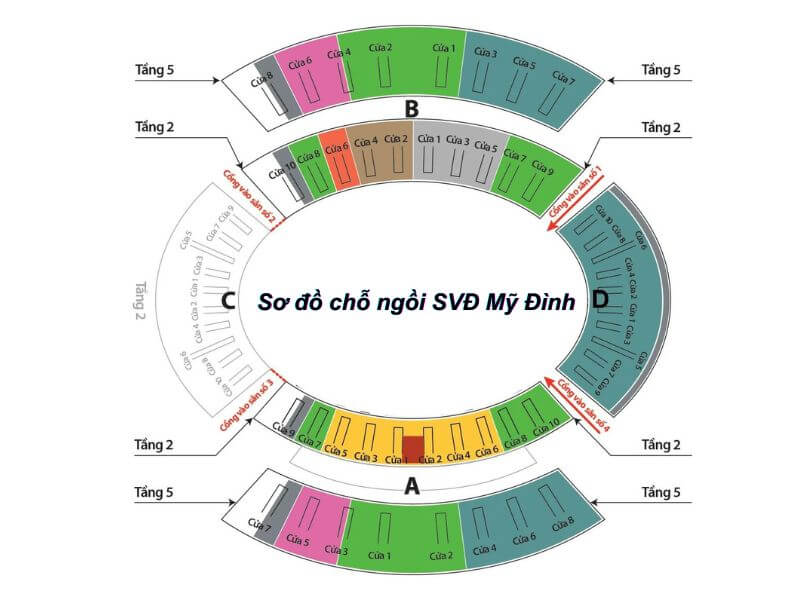 Tầng 5
Cửa 8
Cửa 6
Cửa 4
Cửa 2
Cửa 1
Cửa 3
Cửa 5
Cửa 7
Tầng 5
B
Tầng 2
Cửa 10
Cửa 8
Cửa 6
Cửa 4
Cửa 2
Cửa 1
Cửa 3
Cửa 5
Cửa 7
Cửa 9
Tầng 2
Cổng vào sân số 2
Cổng vào sân số 1
Tầng 2
Cửa 9
Cửa 7
Cửa 5
Cửa 3
Cửa 1
Cửa 2
Cửa 4
Cửa 6
Cửa 8
Cửa 10
C
Sơ đồ chỗ ngồi SVĐ Mỹ Đình
D
Cửa 10
Cửa 8
Cửa 6
Cửa 4
Cửa 2
Cửa 1
Cửa 3
Cửa 5
Cửa 7
Cửa 9
Cổng vào sân số 3
Cổng vào sân số 4
Tầng 2
Cửa 9
Cửa 7
Cửa 5
Cửa 3
Cửa 1
Cửa 2
Cửa 4
Cửa 6
Cửa 8
Cửa 10
Tầng 2
A
Tầng 5
Cửa 7
Cửa 5
Cửa 3
Cửa 1
Cửa 2
Cửa 4
Cửa 6
Cửa 8
Tầng 5